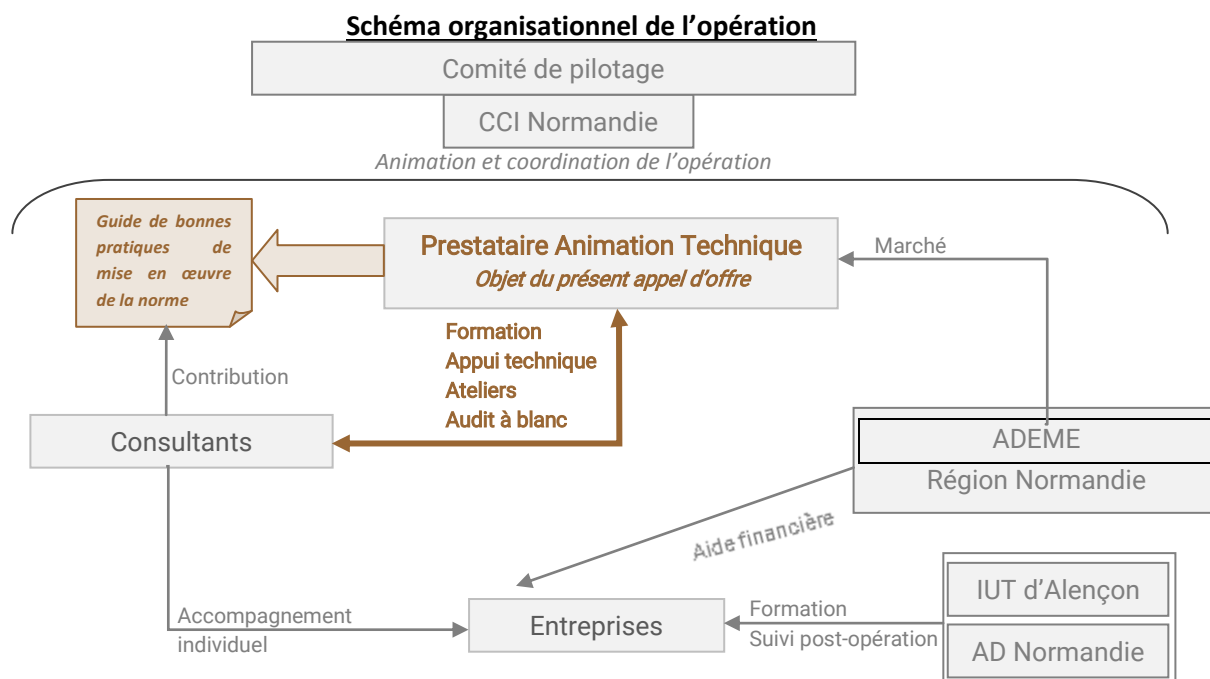 Schéma organisationnel de l’opération
Comité de pilotage
CCI Normandie
Animation et coordination de l’opération
Guide de bonnes
pratiques de
mise en œuvre
de la norme
Prestataire Animation Technique
Objet du présent appel d’offre
Marché
Formation
Appui technique
Ateliers
Audit à blanc
Contribution
Consultants
ADEME
Région Normandie
Aide financière
IUT d’Alençon
AD Normandie
Accompagnement
individuel
Entreprises
Formation
Suivi post-opération